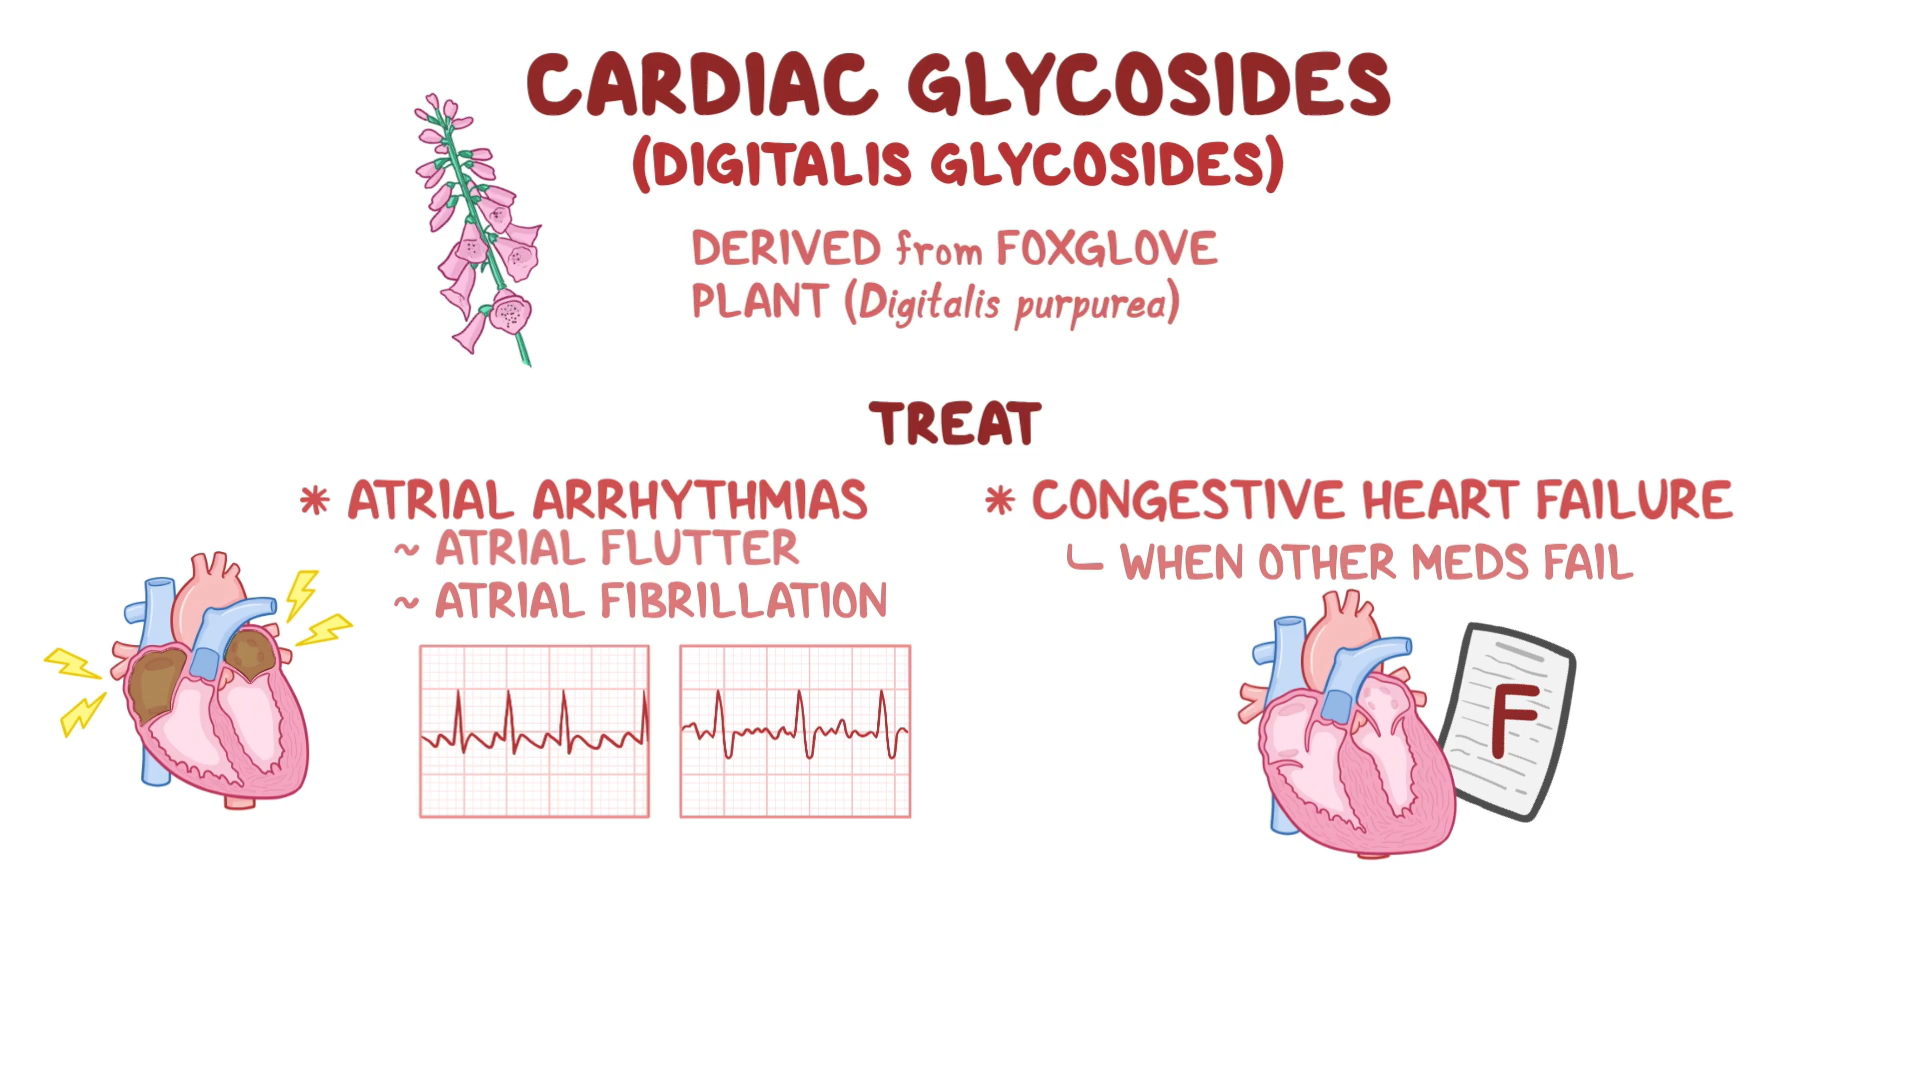 CARDIAC GLYCOSIDES
(DIGITALIS GLYCOSIDES)
DERIVED from FOXGLOVE
PLANT (Digitalis purpurea)
TREAT
* ATRIAL ARRHYTHMIAS
~ ATRIAL FLUTTER
~ ATRIAL FIBRILLATION
* CONGESTIVE HEART FAILURE
WHEN OTHER MEDS FAIL
F